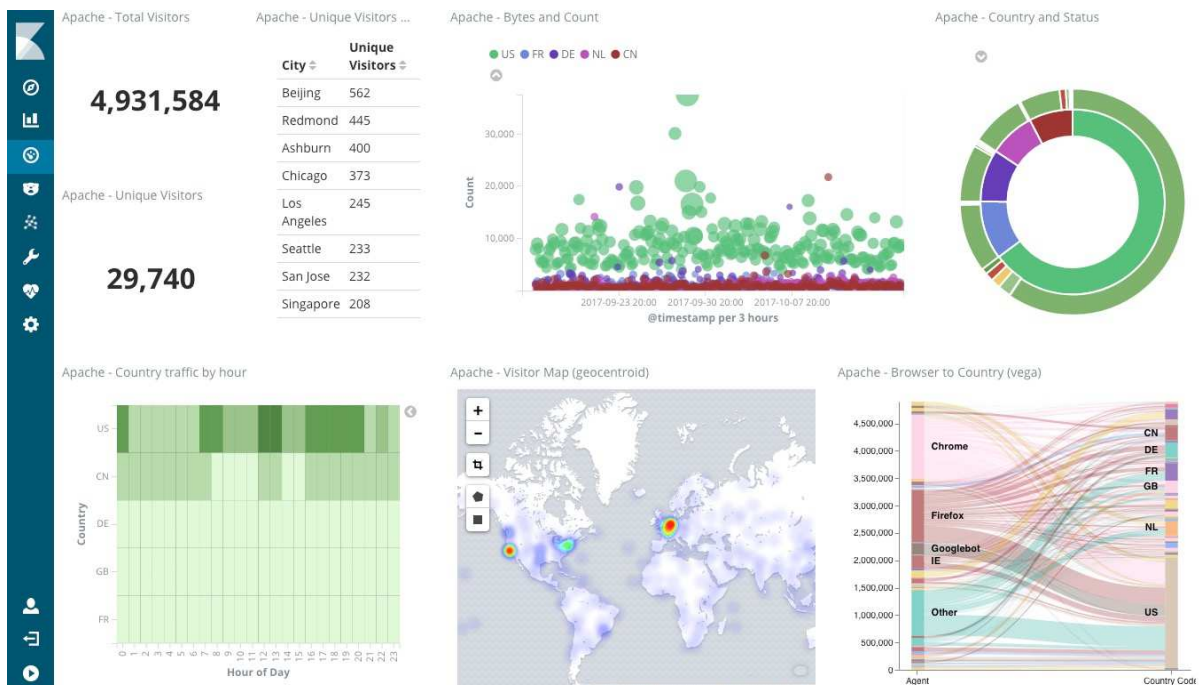 Apache - Total Visitors
4,931,584
Apache - Unique Visitors
29,740
Apache - Unique Visitors ...
City
Unique
Visitors
Beijing 562
Redmond 445
Ashburn 400
Chicago 373
Los
Angeles 245
Seattle 233
San Jose 232
Singapore 208
Apache - Bytes and Count
US FR DE NL CN
Count
30,000
20,000
10,000
2017-09-23 20:00 2017-09-30 20:00 2017-10-07 20:00
@timestamp per 3 hours
Apache - Country and Status
Apache - Country traffic by hour
Country
US
CN
DE
GB
FR
0 1 2 3 4 5 6 7 8 9 10 11 12 13 14 15 16 17 18 19 20 21 22 23
Hour of Day
Apache - Visitor Map (geocentroid)
+
−
Apache - Browser to Country (vega)
4,500,000
4,000,000
3,500,000
3,000,000
2,500,000
2,000,000
1,500,000
1,000,000
500,000
0
Chrome
Firefox
Googlebot
IE
Other
CN
DE
FR
GB
NL
US
Agent
Country Code